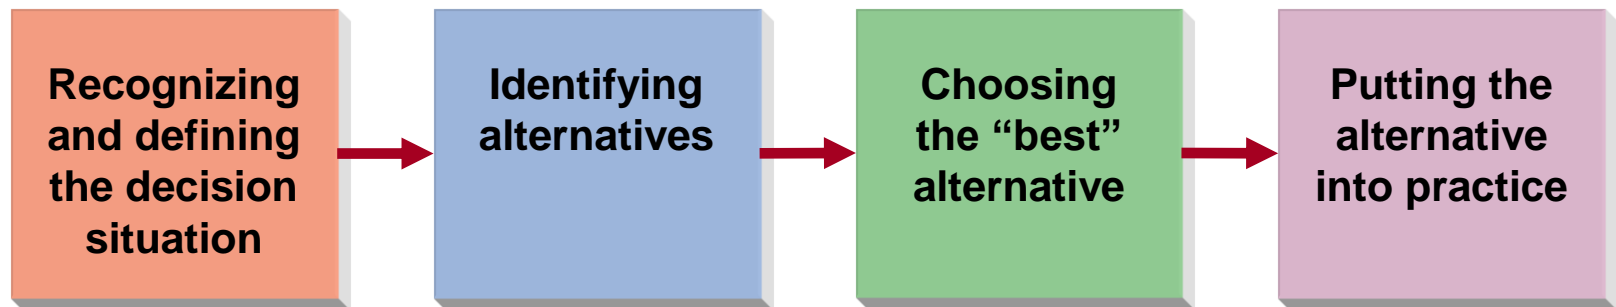 Recognizing
and defining
the decision
situation
Identifying
alternatives
Choosing
the “best”
alternative
Putting the
alternative
into practice